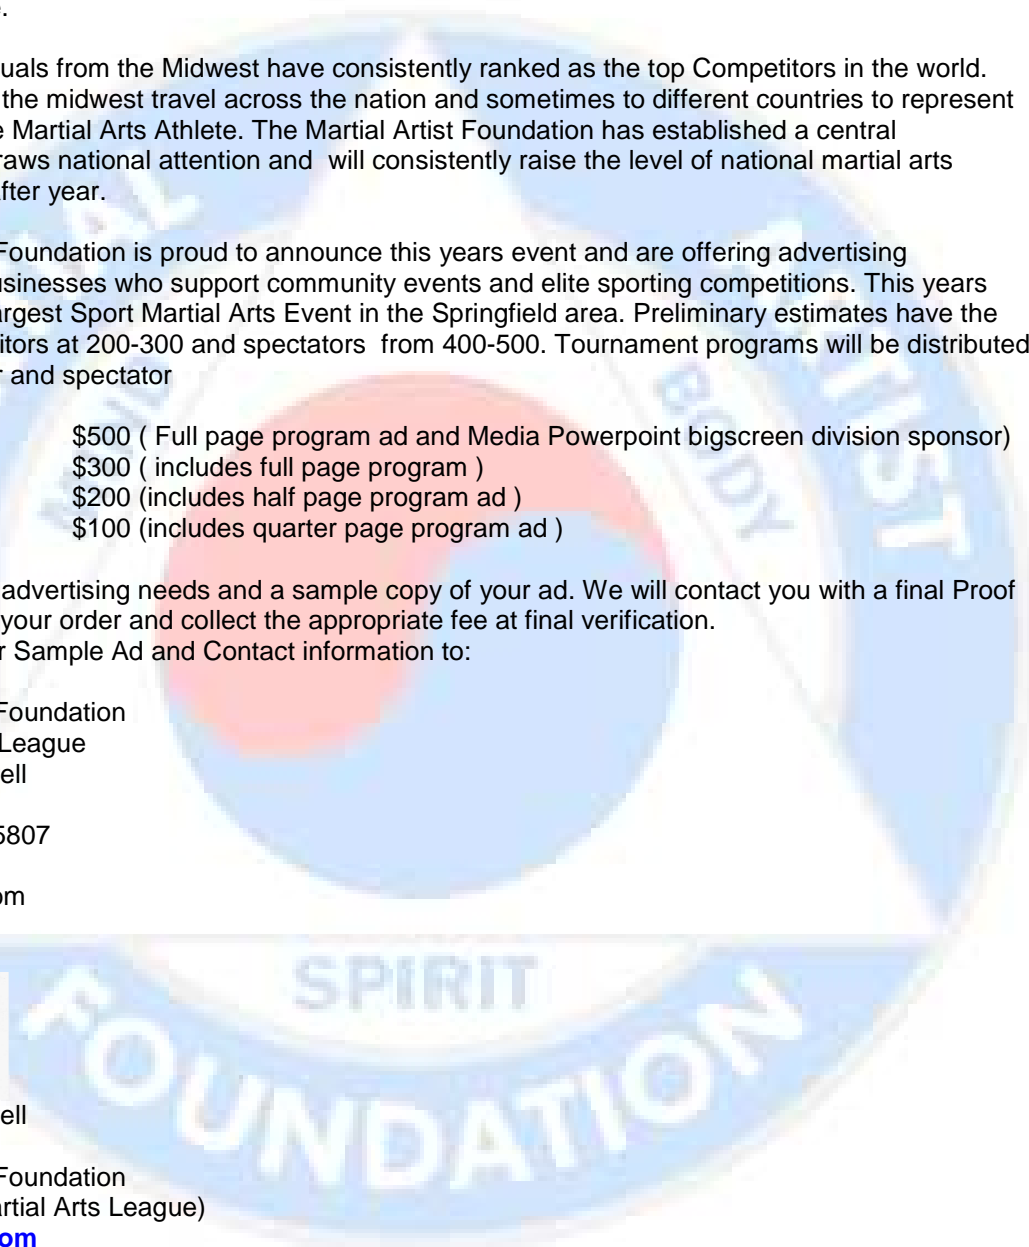 uals from the Midwest have consistently ranked as the top Competitors in the world.
the midwest travel across the nation and sometimes to different countries to represent
e Martial Arts Athlete. The Martial Artist Foundation has established a central
raws national attention and  will consistently raise the level of national martial arts
fter year.
Foundation is proud to announce this years event and are offering advertising
usinesses who support community events and elite sporting competitions. This years
argest Sport Martial Arts Event in the Springfield area. Preliminary estimates have the
itors at 200-300 and spectators  from 400-500. Tournament programs will be distributed
r and spectator
$500 ( Full page program ad and Media Powerpoint bigscreen division sponsor)
$300 ( includes full page program )
$200 (includes half page program ad )
$100 (includes quarter page program ad )
advertising needs and a sample copy of your ad. We will contact you with a final Proof
your order and collect the appropriate fee at final verification.
r Sample Ad and Contact information to:
Foundation
League
ell
5807
om
ell
Foundation
artial Arts League)
om
IAL ARTIST
MIND
BODY
SPIRIT
FOUNDATION